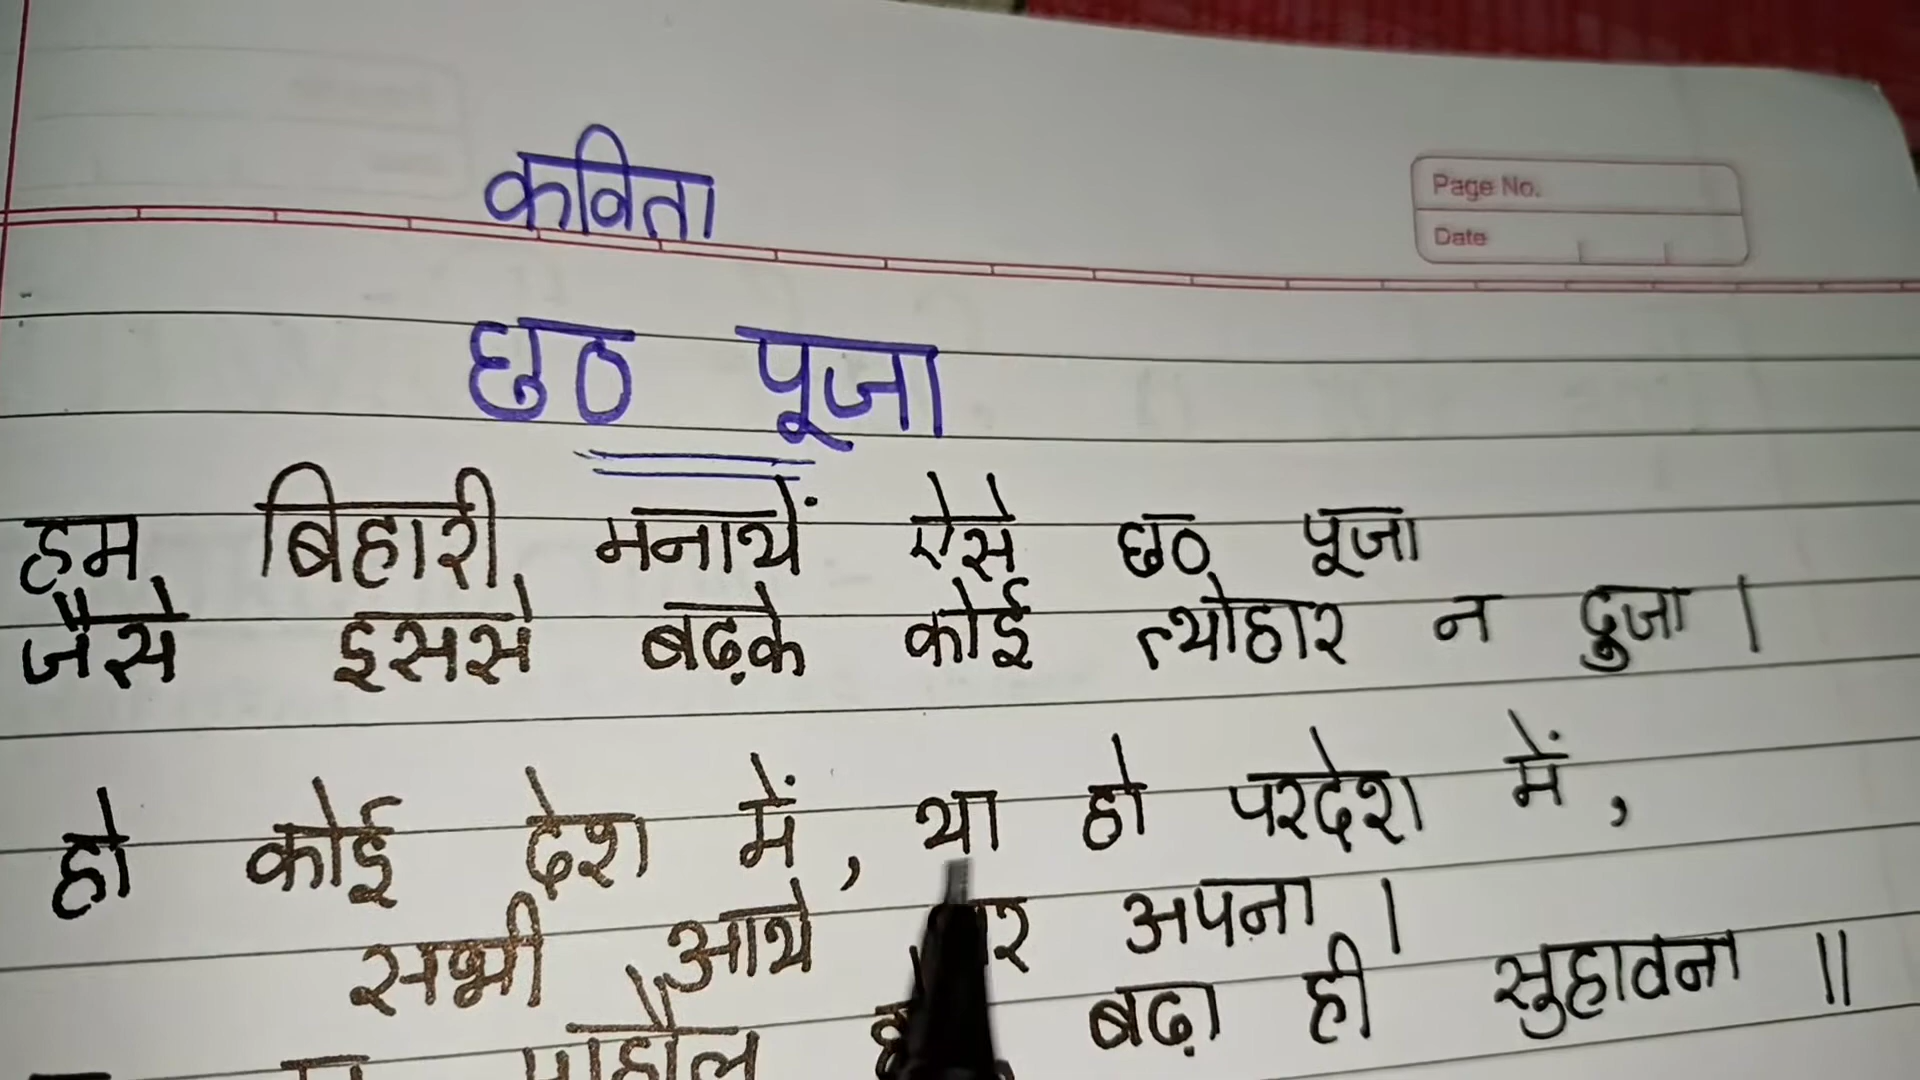 कविता
Page No.
Date
छठ पूजा
हम बिहारी मनायें ऐसे छठ पूजा
जैसे इससे बढ़के कोई त्योहार न दुजा ।
हो कोई देश में, या हो परदेश में,
सभी आये अपना ।
माहौल बढ़ा ही सुहावना ॥